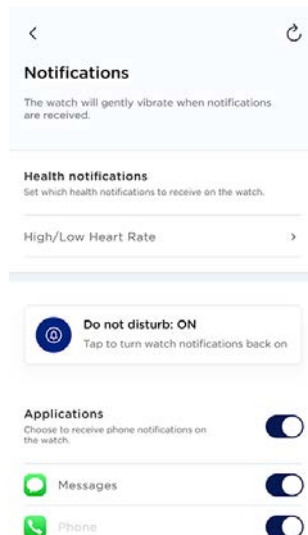 Notifications
The watch will gently vibrate when notifications
are received.
Health notifications
Set which health notifications to receive on the watch.
High/Low Heart Rate
Do not disturb: ON
Tap to turn watch notifications back on
Applications
Choose to receive phone notifications on
the watch.
Messages
Phone